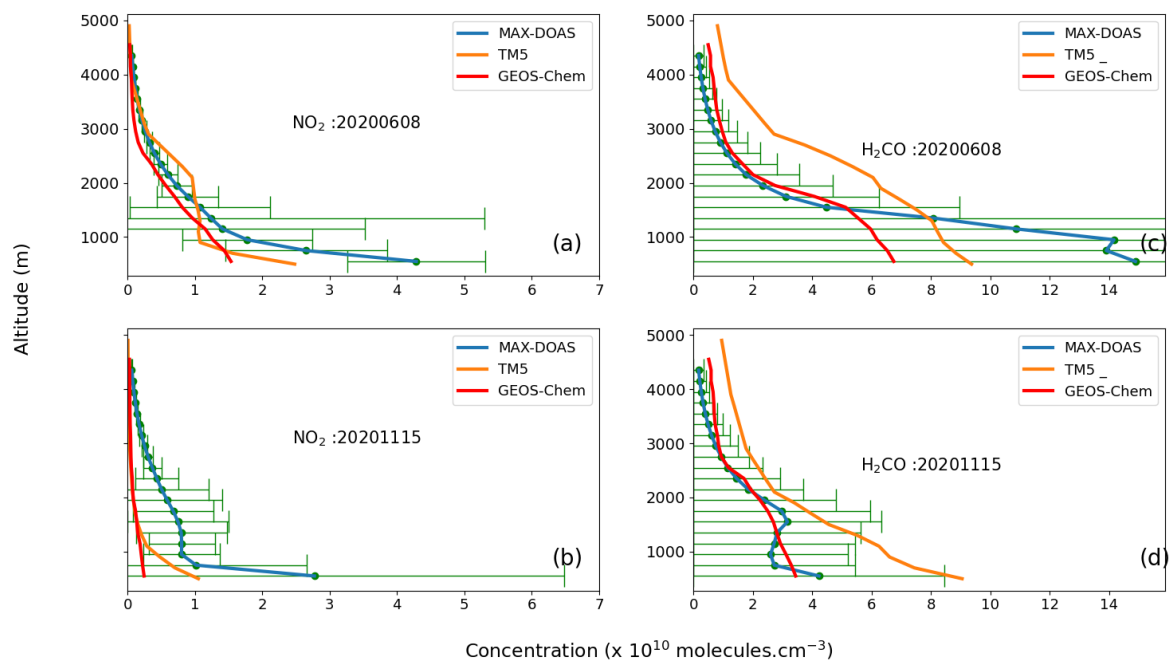 5000
4000
3000
2000
1000
0 1 2 3 4 5 6 7
MAX-DOAS
TM5
GEOS-Chem
NO₂ :20200608
(a)
5000
4000
3000
2000
1000
0 2 4 6 8 10 12 14
MAX-DOAS
TM5 _
GEOS-Chem
H₂CO :20200608
(c)
Altitude (m)
0 1 2 3 4 5 6 7
MAX-DOAS
TM5
GEOS-Chem
NO₂ :20201115
(b)
5000
4000
3000
2000
1000
0 2 4 6 8 10 12 14
MAX-DOAS
TM5 _
GEOS-Chem
H₂CO :20201115
(d)
Concentration (x 10¹⁰ molecules.cm⁻³)